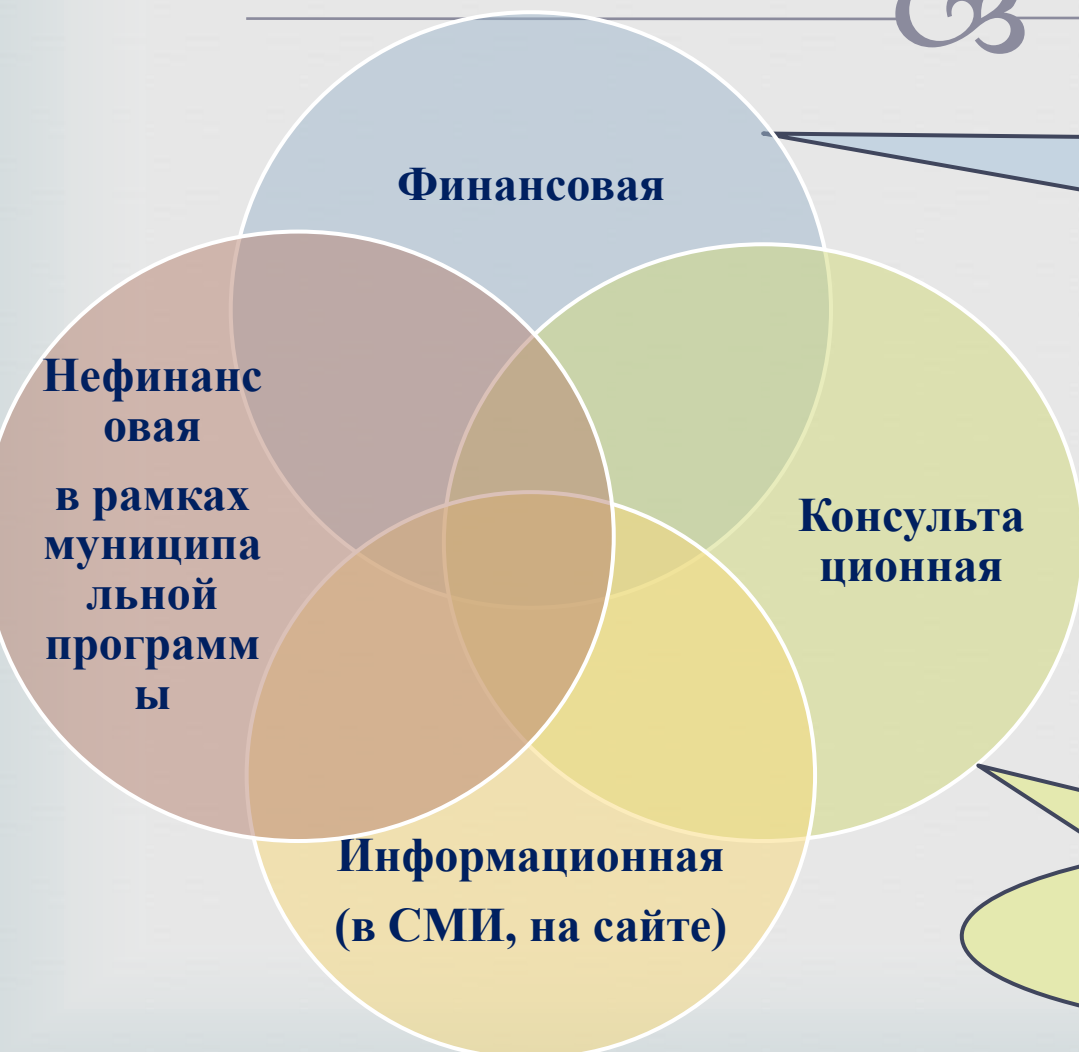 Финансовая
Нефинанс
овая
в рамках
муниципа
льной
программ
ы
Консульта
ционная
Информационная
(в СМИ, на сайте)